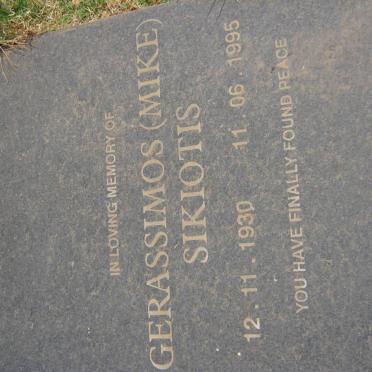 IN LOVING MEMORY OF
GERASSIMOS (MIKE)
SIKIOTIS
12 . 11 . 1930 11 . 06 . 1995
YOU HAVE FINALLY FOUND PEACE